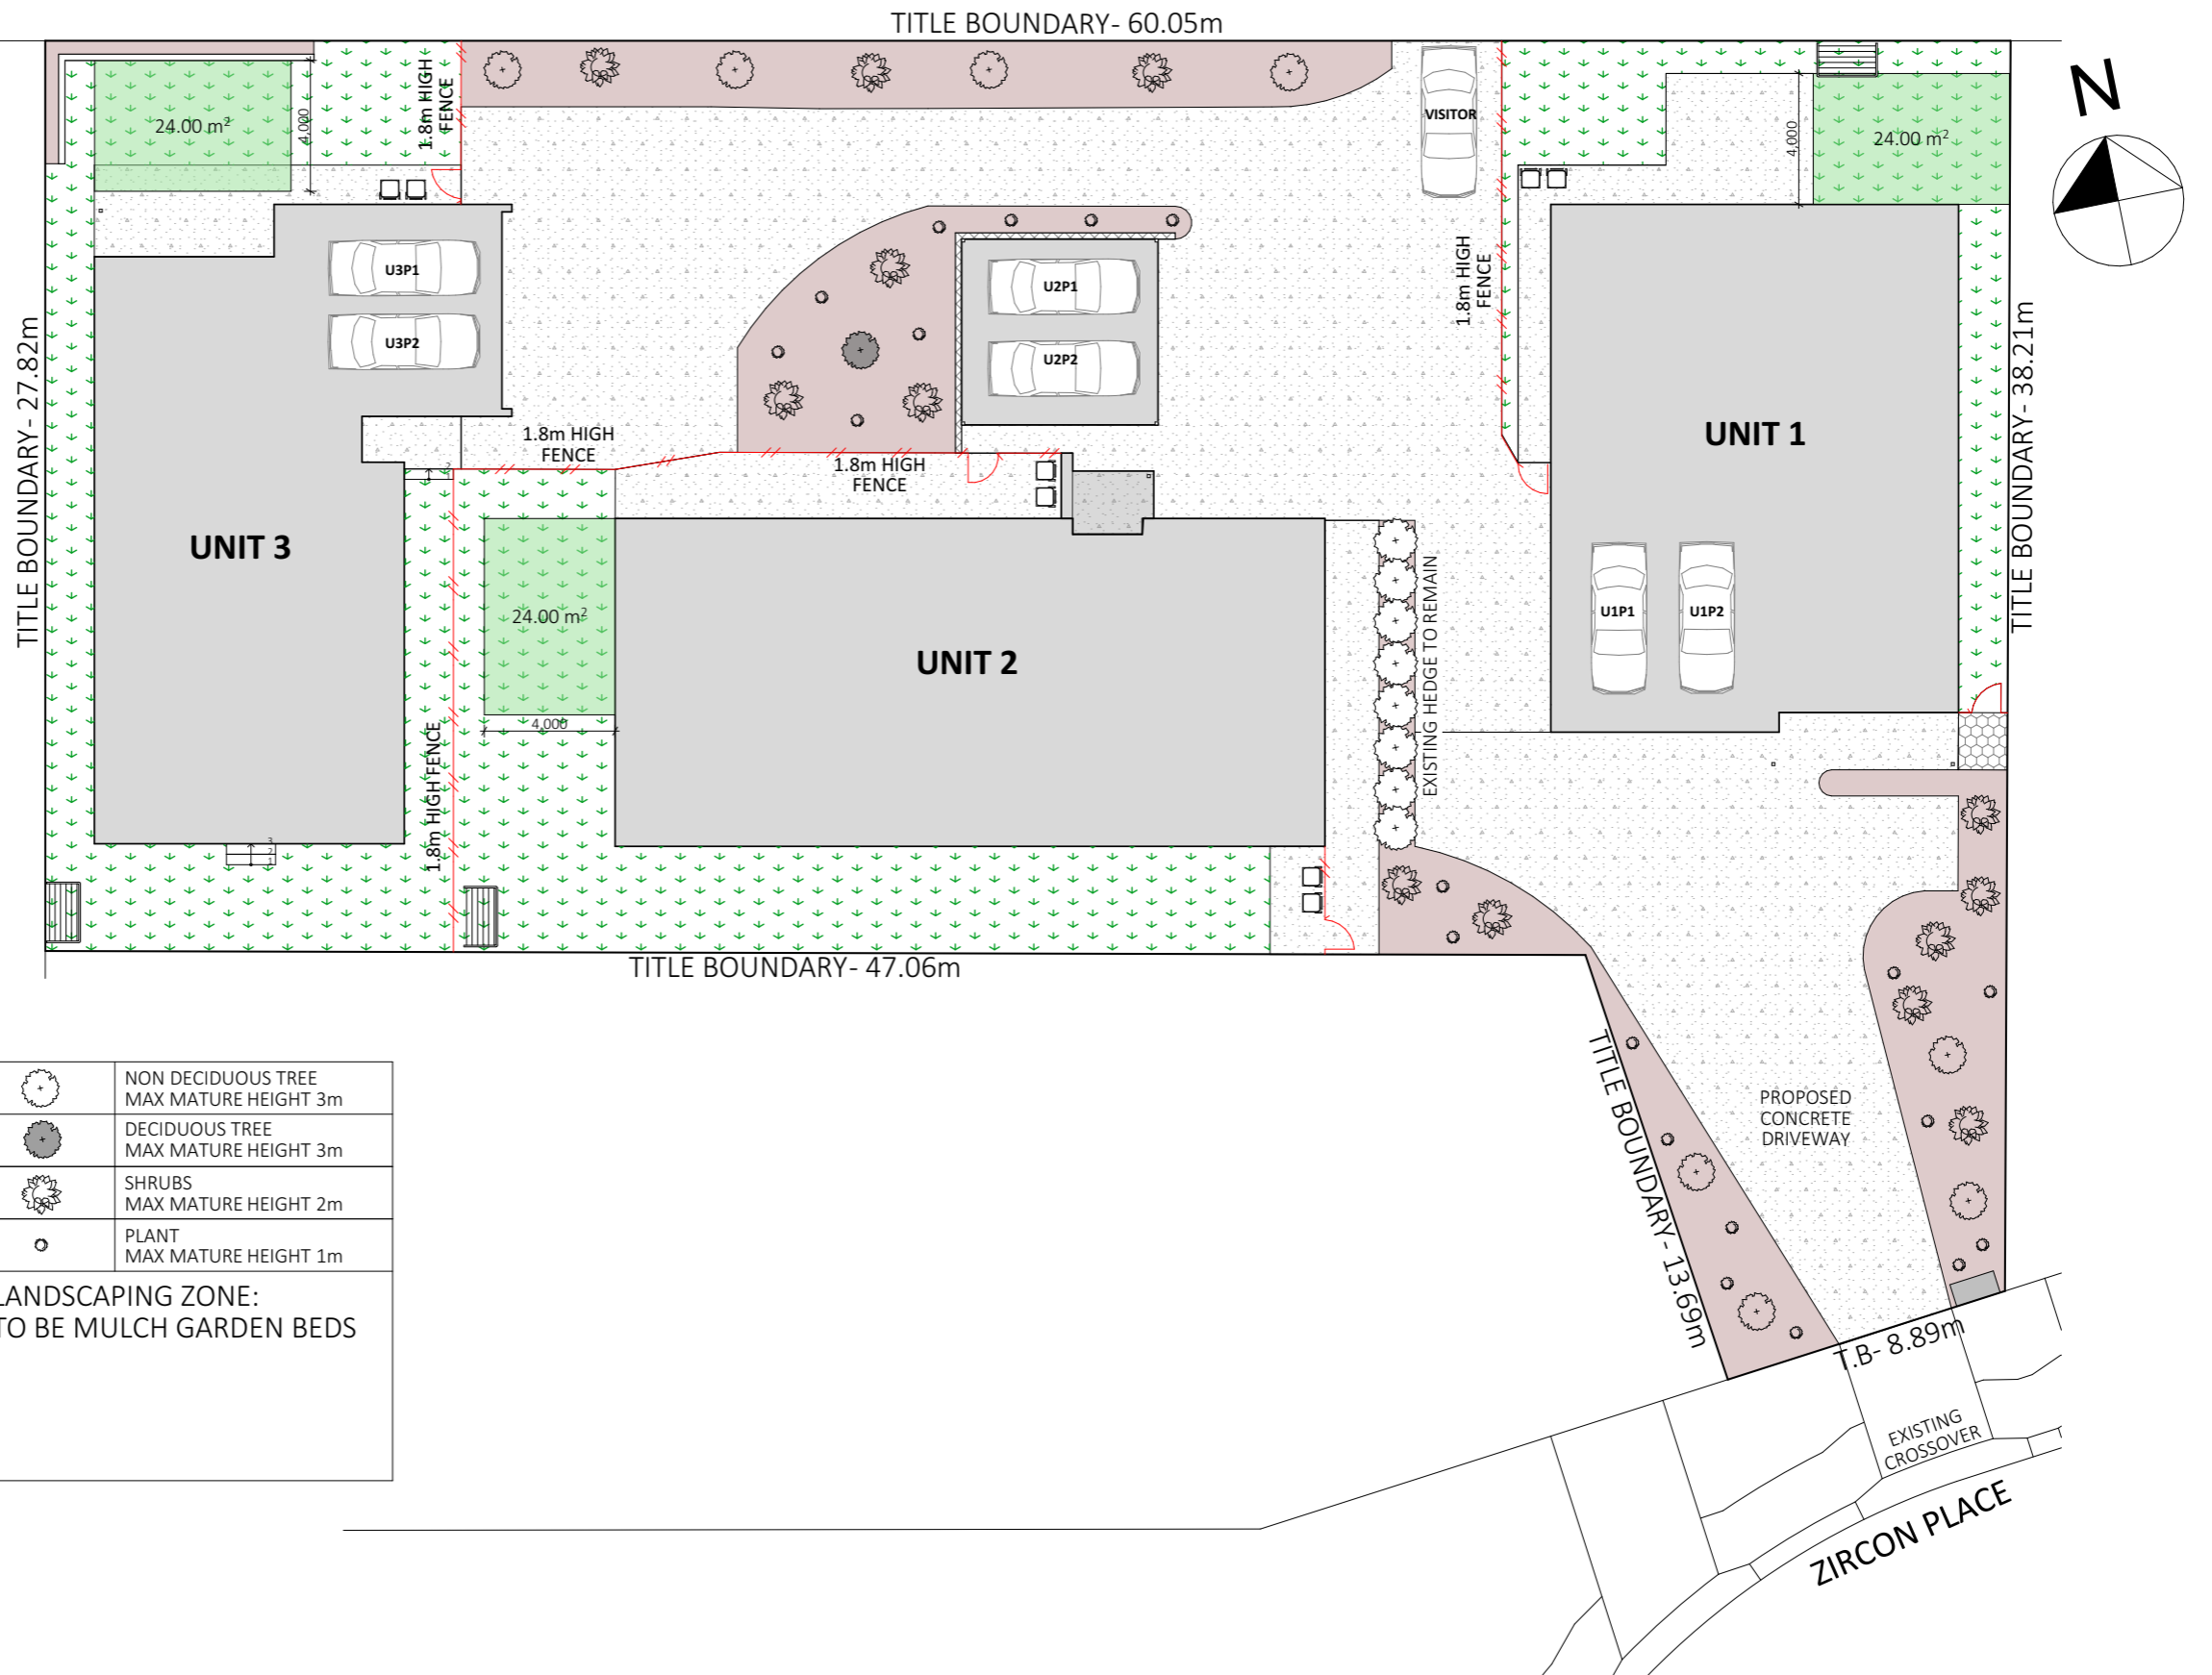 TITLE BOUNDARY- 60.05m
N
1.8m HIGH
FENCE
24.00 m²
4,000
VISITOR
4,000
24.00 m²
U3P1
U3P2
U2P1
U2P2
1.8m HIGH
FENCE
TITLE BOUNDARY- 27.82m
TITLE BOUNDARY- 38.21m
UNIT 1
1.8m HIGH
FENCE
1.8m HIGH
FENCE
2
UNIT 3
24.00 m²
4,000
UNIT 2
EXISTING HEDGE TO REMAIN
U1P1
U1P2
1.8m HIGH FENCE
3
2
1
TITLE BOUNDARY- 47.06m
TITLE BOUNDARY- 13.69m
PROPOSED
CONCRETE
DRIVEWAY
NON DECIDUOUS TREE
MAX MATURE HEIGHT 3m
DECIDUOUS TREE
MAX MATURE HEIGHT 3m
SHRUBS
MAX MATURE HEIGHT 2m
PLANT
MAX MATURE HEIGHT 1m
LANDSCAPING ZONE:
TO BE MULCH GARDEN BEDS
T.B- 8.89m
EXISTING
CROSSOVER
ZIRCON PLACE